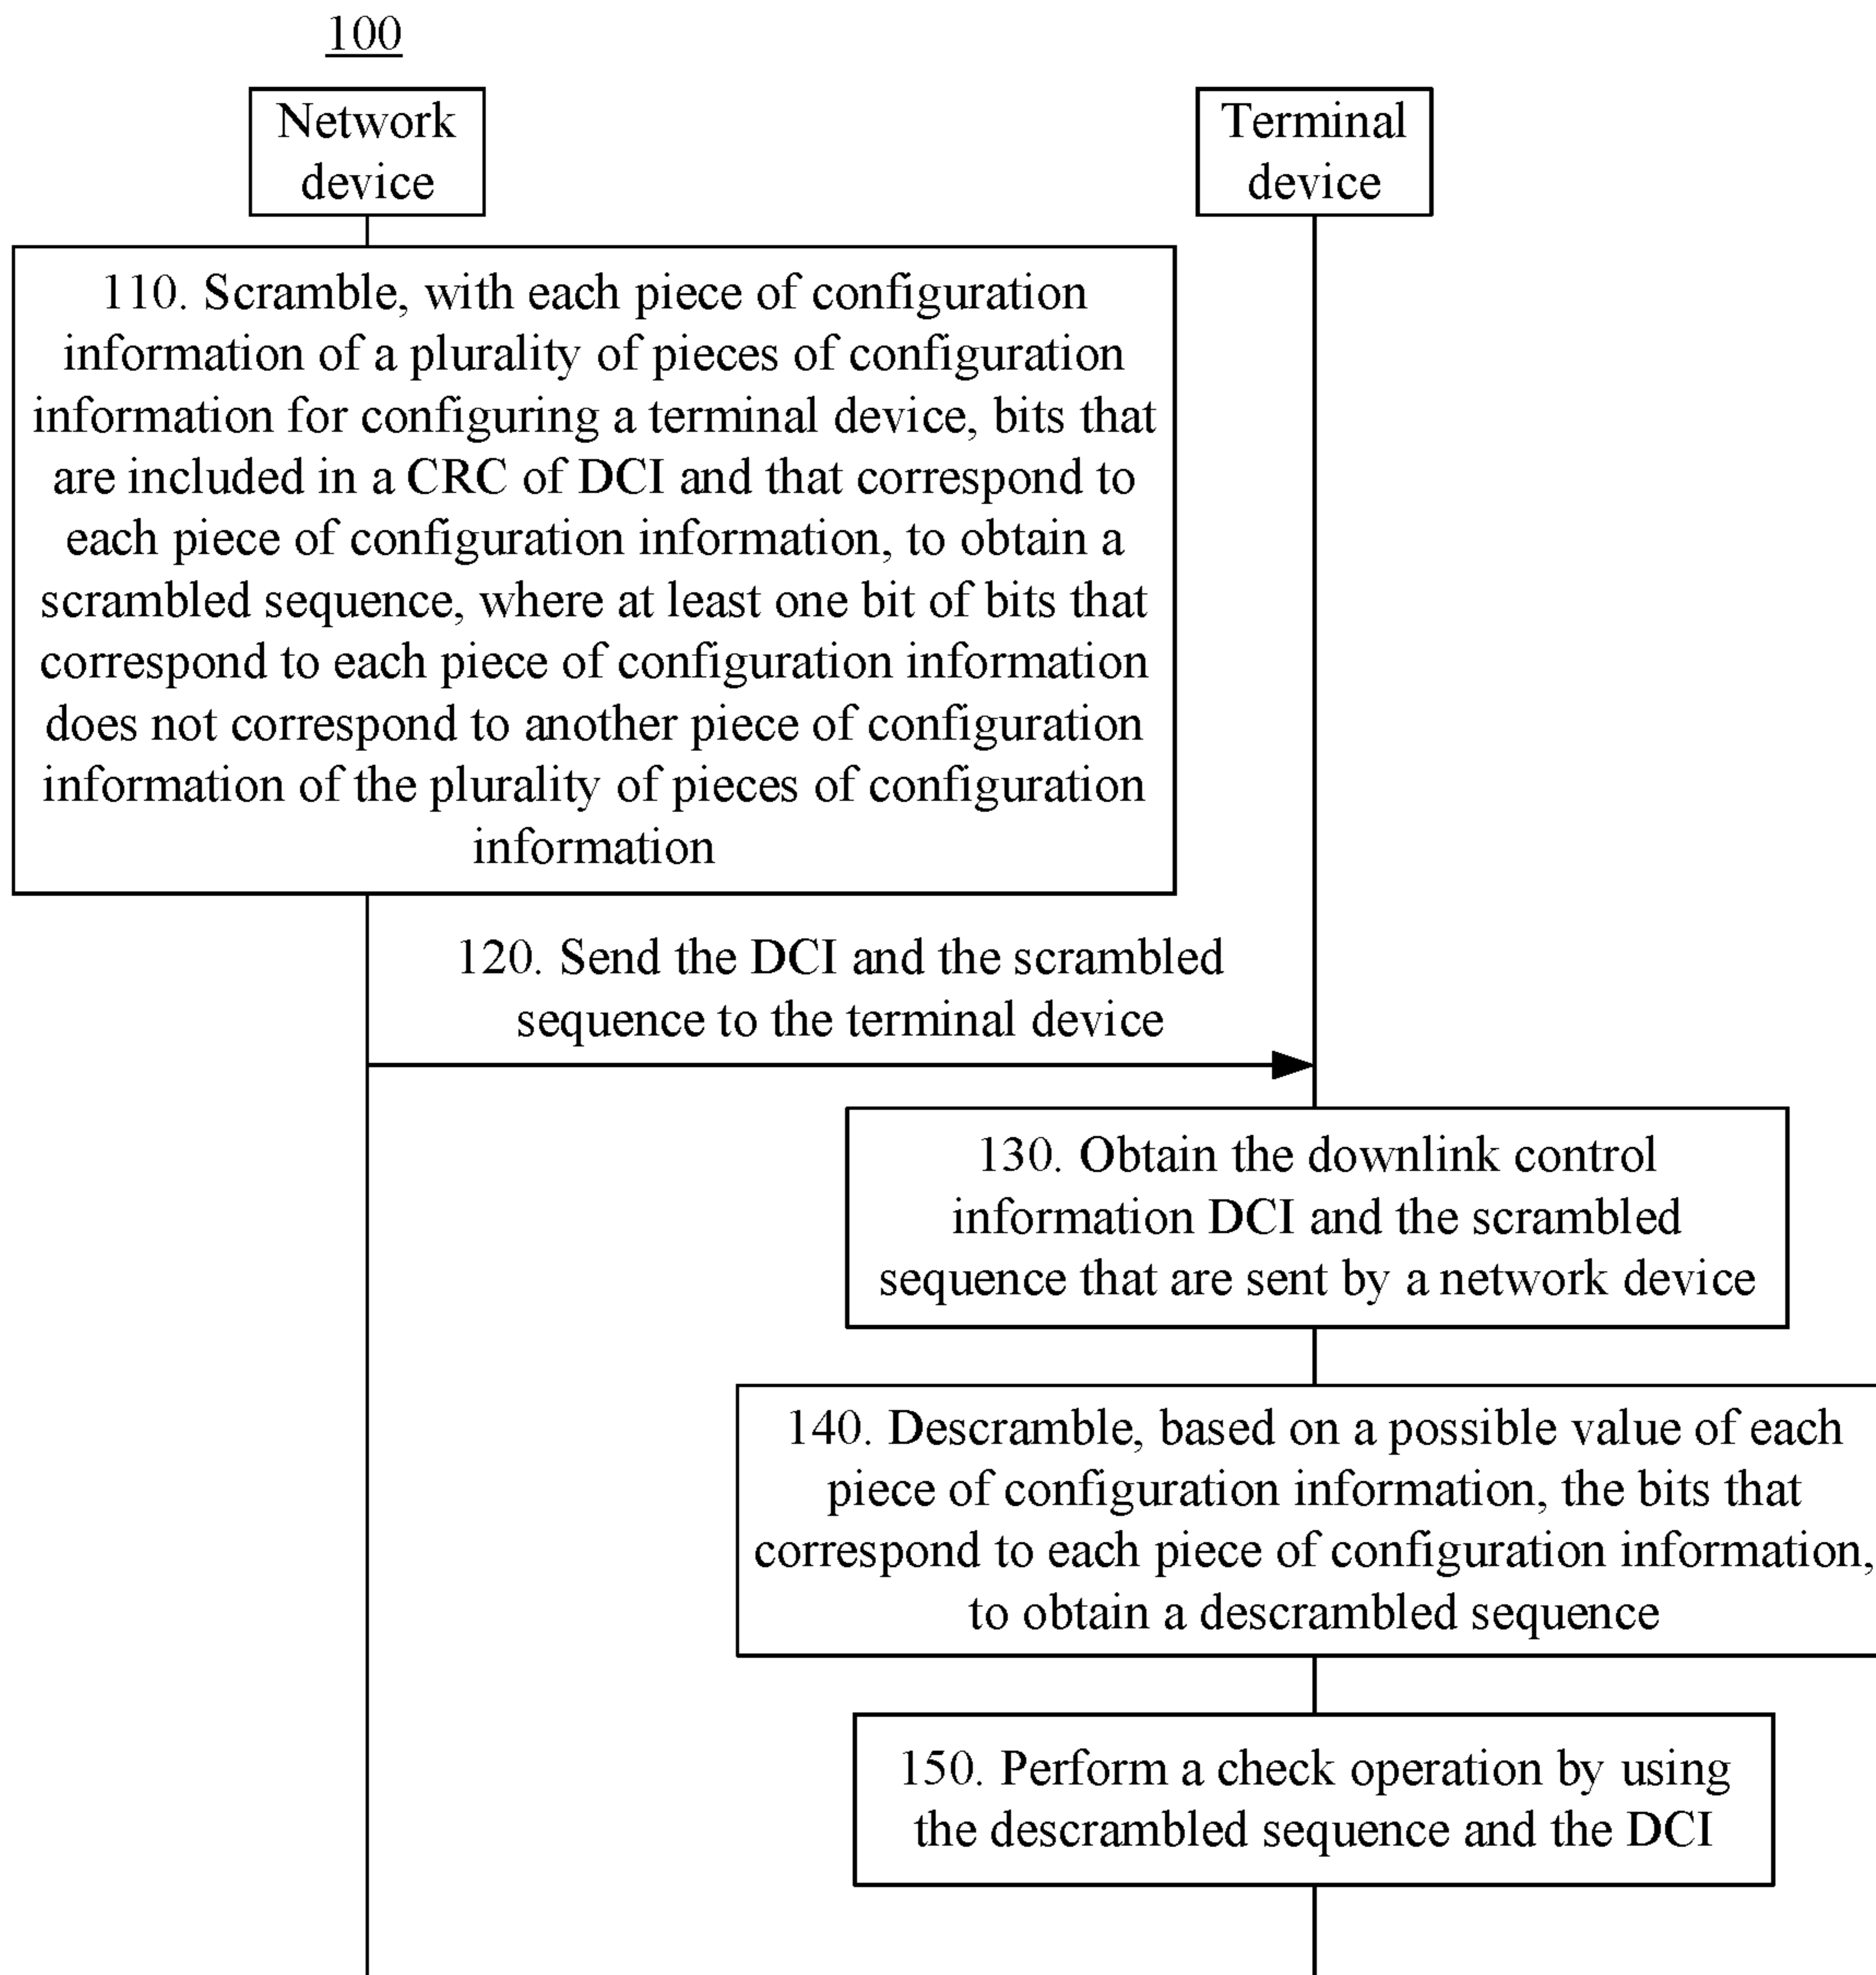 100
Network
device
Terminal
device
110. Scramble, with each piece of configuration
information of a plurality of pieces of configuration
information for configuring a terminal device, bits that
are included in a CRC of DCI and that correspond to
each piece of configuration information, to obtain a
scrambled sequence, where at least one bit of bits that
correspond to each piece of configuration information
does not correspond to another piece of configuration
information of the plurality of pieces of configuration
information
120. Send the DCI and the scrambled
sequence to the terminal device
130. Obtain the downlink control
information DCI and the scrambled
sequence that are sent by a network device
140. Descramble, based on a possible value of each
piece of configuration information, the bits that
correspond to each piece of configuration information,
to obtain a descrambled sequence
150. Perform a check operation by using
the descrambled sequence and the DCI